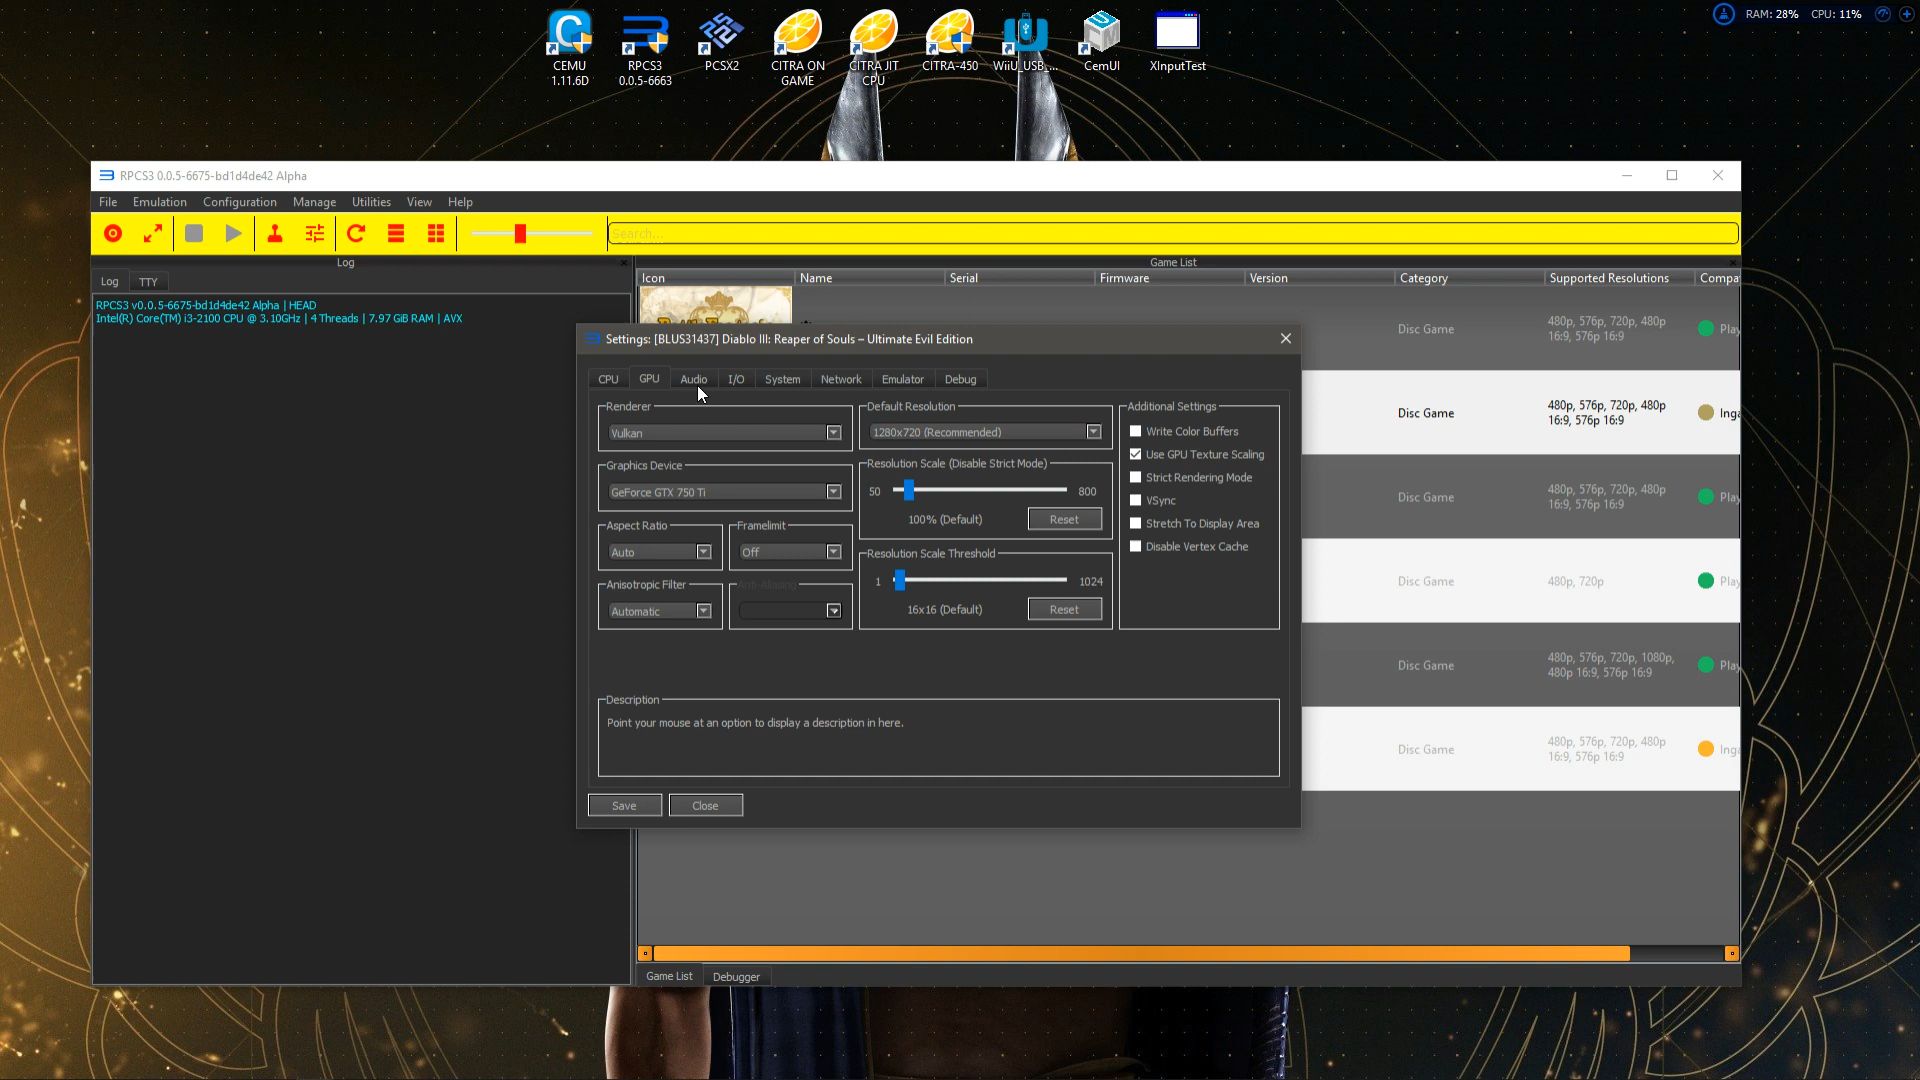 RAM: 28% CPU: 11%
CEMU
1.11.6D
RPCS3
0.0.5-6663
PCSX2
CITRA ON
GAME
CITRA JIT
CPU
CITRA-450
WiiU_USB_...
CemUI
XInputTest
RPCS3 0.0.5-6675-bd1d4de42 Alpha
File Emulation Configuration Manage Utilities View Help
Search...
Log
Game List
Log TTY
Icon Name Serial Firmware Version Category Supported Resolutions Compa
RPCS3 v0.0.5-6675-bd1d4de42 Alpha | HEAD
Intel(R) Core(TM) i3-2100 CPU @ 3.10GHz | 4 Threads | 7.97 GiB RAM | AVX
Disc Game
480p, 576p, 720p, 480p
16:9, 576p 16:9
Play
Disc Game
480p, 576p, 720p, 480p
16:9, 576p 16:9
Inga
Disc Game
480p, 576p, 720p, 480p
16:9, 576p 16:9
Play
Disc Game
480p, 720p
Play
Disc Game
480p, 576p, 720p, 1080p,
480p 16:9, 576p 16:9
Play
Disc Game
480p, 576p, 720p, 480p
16:9, 576p 16:9
Inga
Settings: [BLUS31437] Diablo III: Reaper of Souls – Ultimate Evil Edition
CPU GPU Audio I/O System Network Emulator Debug
Renderer
Vulkan
Graphics Device
GeForce GTX 750 Ti
Aspect Ratio
Auto
Framelimit
Off
Anisotropic Filter
Automatic
Anti-Aliasing
Default Resolution
1280x720 (Recommended)
Resolution Scale (Disable Strict Mode)
50 800
100% (Default) Reset
Resolution Scale Threshold
1 1024
16x16 (Default) Reset
Additional Settings
Write Color Buffers
Use GPU Texture Scaling
Strict Rendering Mode
VSync
Stretch To Display Area
Disable Vertex Cache
Description
Point your mouse at an option to display a description in here.
Save Close
Game List Debugger